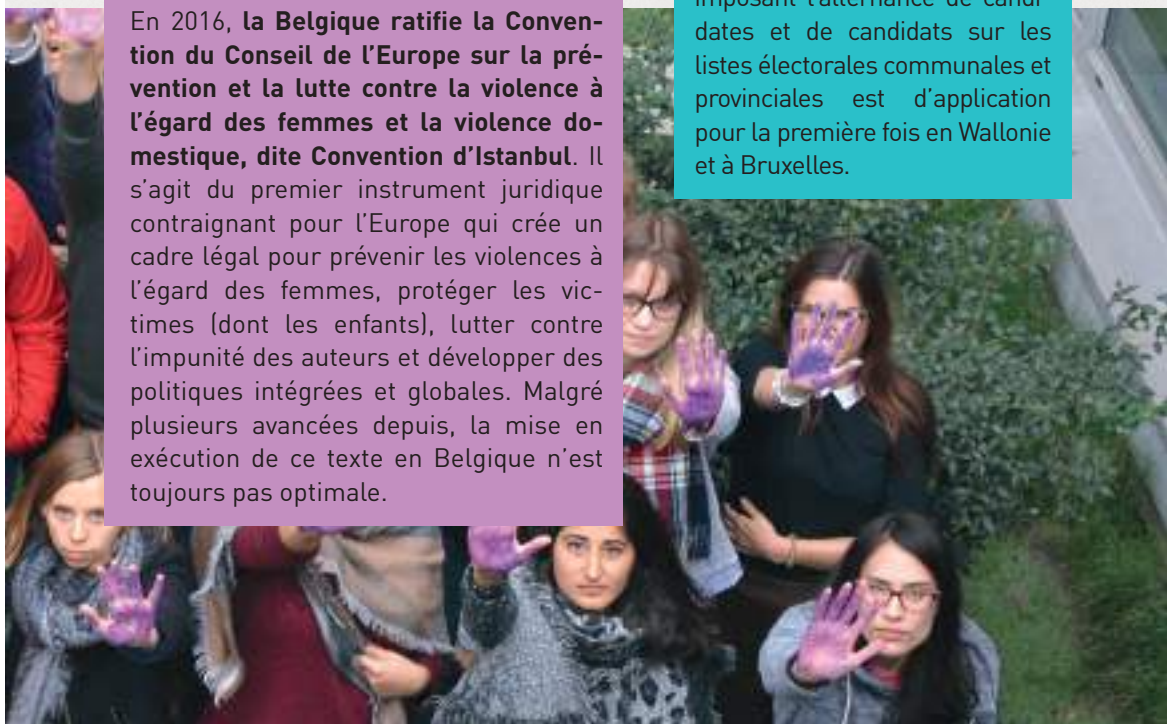 En 2016, la Belgique ratifie la Conven-
tion du Conseil de l'Europe sur la pré-
vention et la lutte contre la violence à
l'égard des femmes et la violence do-
mestique, dite Convention d'Istanbul. Il
s'agit du premier instrument juridique
contraignant pour l'Europe qui crée un
cadre légal pour prévenir les violences à
l'égard des femmes, protéger les vic-
times (dont les enfants), lutter contre
l'impunité des auteurs et développer des
politiques intégrées et globales. Malgré
plusieurs avancées depuis, la mise en
exécution de ce texte en Belgique n'est
toujours pas optimale.
imposant l'alternance de candi-
dates et de candidats sur les
listes électorales communales et
provinciales est d'application
pour la première fois en Wallonie
et à Bruxelles.